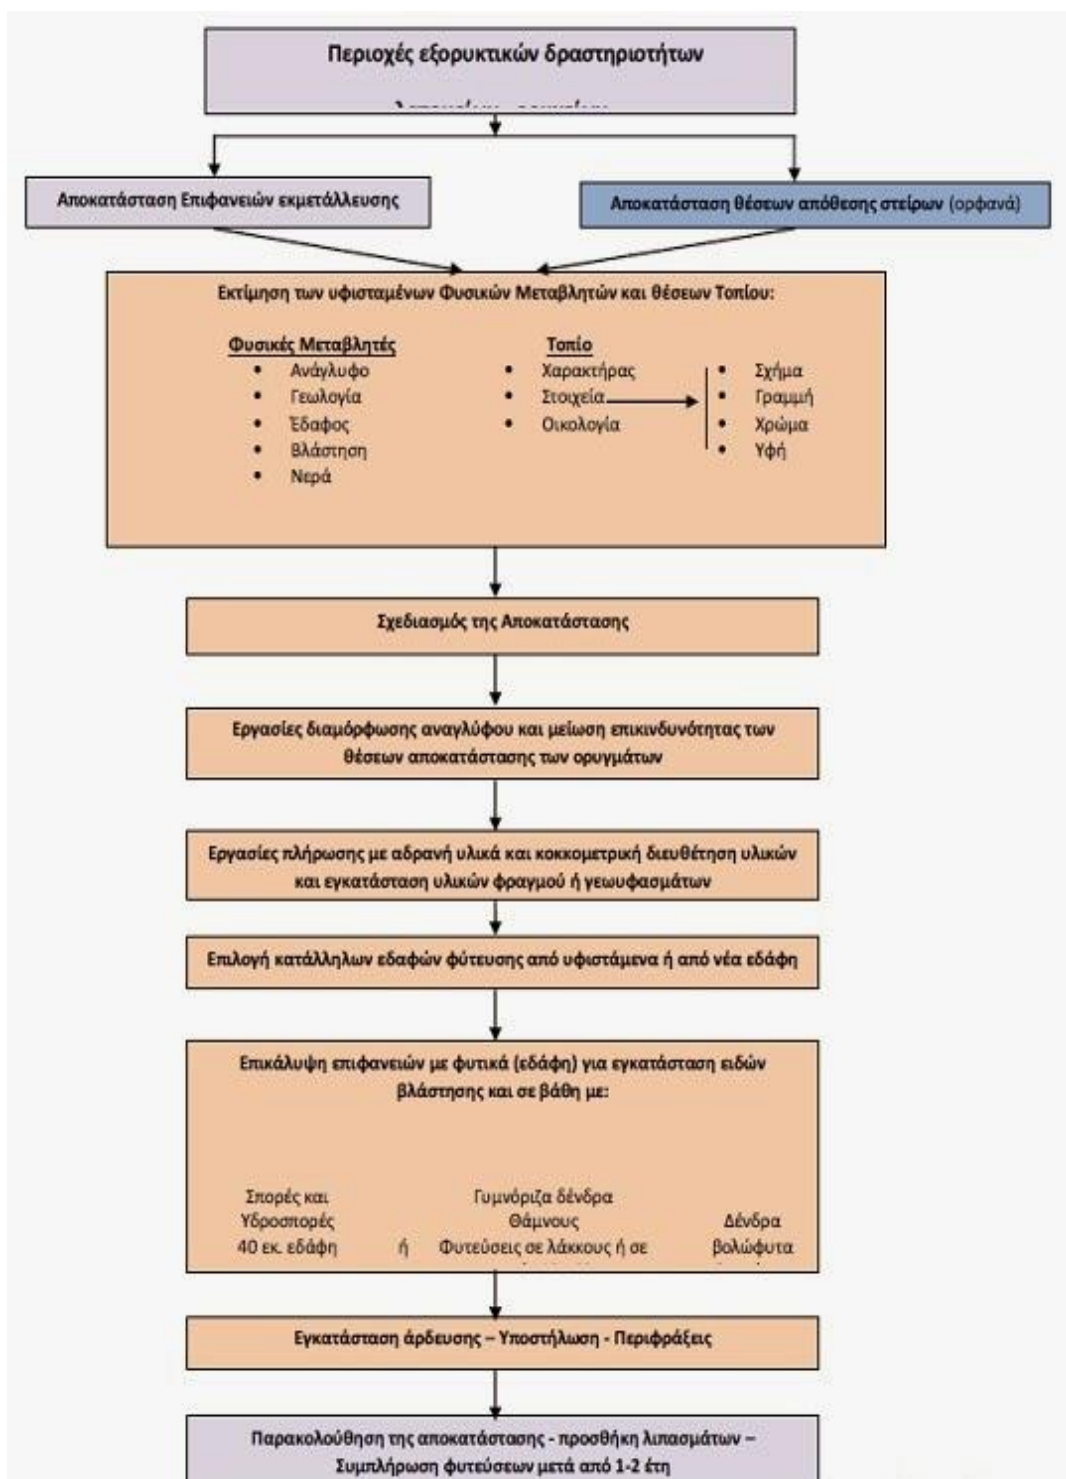 Περιοχές εξορυκτικών δραστηριοτήτων
Αποκατάσταση Επιφανειών εκμετάλλευσης
Αποκατάσταση θέσεων απόθεσης στείρων (ορφανά)
Εκτίμηση των υφισταμένων Φυσικών Μεταβλητών και θέσεων Τοπίου:
Φυσικές Μεταβλητές
• Ανάγλυφο
• Γεωλογία
• Έδαφος
• Βλάστηση
• Νερά
Τοπίο
• Χαρακτήρας
• Στοιχεία
• Οικολογία
• Σχήμα
• Γραμμή
• Χρώμα
• Υφή
Σχεδιασμός της Αποκατάστασης
Εργασίες διαμόρφωσης αναγλύφου και μείωση επικινδυνότητας των
θέσεων αποκατάστασης των ορυγμάτων
Εργασίες πλήρωσης με αδρανή υλικά και κοκκομετρική διευθέτηση υλικών
και εγκατάσταση υλικών φραγμού ή γεωυφασμάτων
Επιλογή κατάλληλων εδαφών φύτευσης από υφιστάμενα ή από νέα εδάφη
Επικάλυψη επιφανειών με φυτικά (εδάφη) για εγκατάσταση ειδών
βλάστησης και σε βάθη με:
Σπορές και
Υδροσπορές
40 εκ. εδάφη
ή
Γυμνόριζα δένδρα
Θάμνους
Φυτεύσεις σε λάκκους ή σε
Δένδρα
βολώφυτα
Εγκατάσταση άρδευσης – Υποστήλωση - Περιφράξεις
Παρακολούθηση της αποκατάστασης - προσθήκη λιπασμάτων –
Συμπλήρωση φυτεύσεων μετά από 1-2 έτη